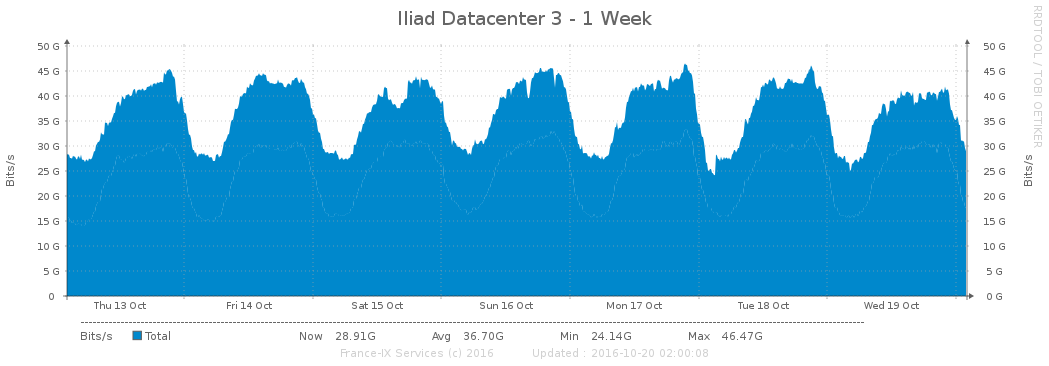 Iliad Datacenter 3 - 1 Week
RRDTOOL / TOBI OETIKER
Bits/s
50 G 50 G
45 G 45 G
40 G 40 G
35 G 35 G
30 G 30 G
25 G 25 G
20 G 20 G
15 G 15 G
10 G 10 G
5 G 5 G
0 0 G
Bits/s
Thu 13 Oct Fri 14 Oct Sat 15 Oct Sun 16 Oct Mon 17 Oct Tue 18 Oct Wed 19 Oct
Bits/s Total Now 28.91G Avg 36.70G Min 24.14G Max 46.47G
France-IX Services (c) 2016 Updated : 2016-10-20 02:00:08